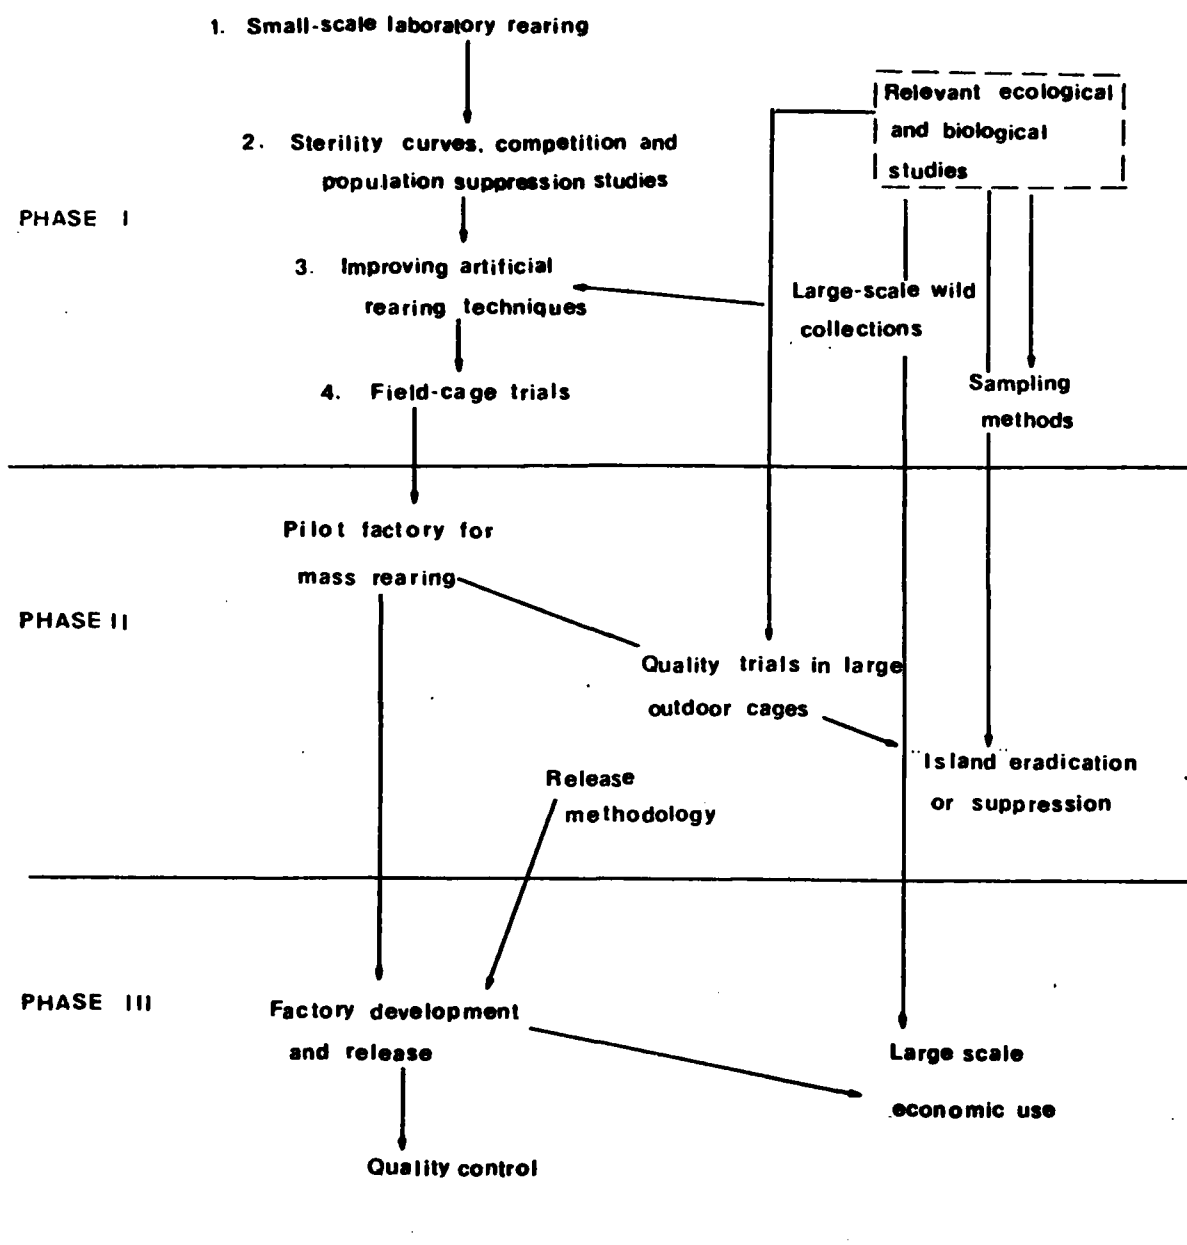 1. Small-scale laboratory rearing
Relevant ecological
and biological
studies
2. Sterility curves, competition and
population suppression studies
PHASE I
3. Improving artificial
rearing techniques
Large-scale wild
collections
4. Field-cage trials
Sampling
methods
Pilot factory for
mass rearing
PHASE II
Quality trials in large
outdoor cages
"Island" eradication
or suppression
Release
methodology
PHASE III
Factory development
and release
Large scale
economic use
Quality control